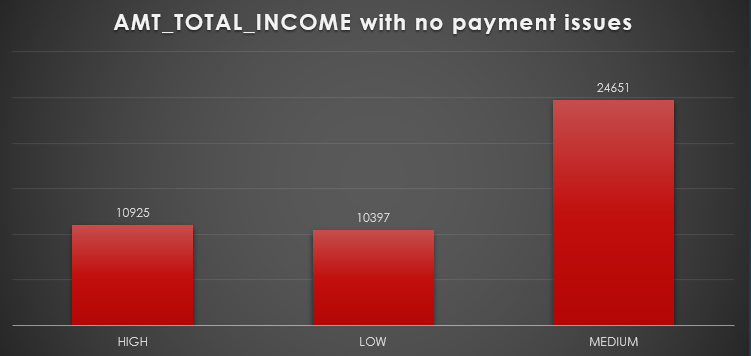 AMT_TOTAL_INCOME with no payment issues
24651
10925
10397
HIGH
LOW
MEDIUM